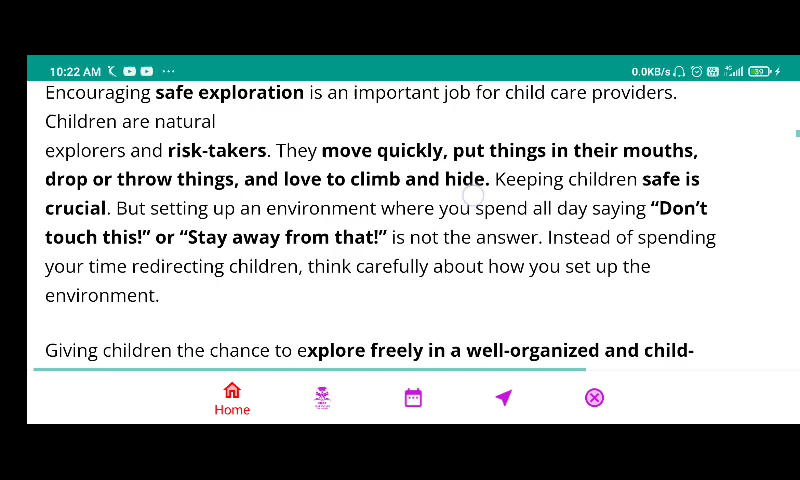 10:22 AM
0.0KB/s
4G
89
Encouraging safe exploration is an important job for child care providers.
Children are natural
explorers and risk-takers. They move quickly, put things in their mouths,
drop or throw things, and love to climb and hide. Keeping children safe is
crucial. But setting up an environment where you spend all day saying “Don’t
touch this!” or “Stay away from that!” is not the answer. Instead of spending
your time redirecting children, think carefully about how you set up the
environment.
Giving children the chance to explore freely in a well-organized and child-
Home